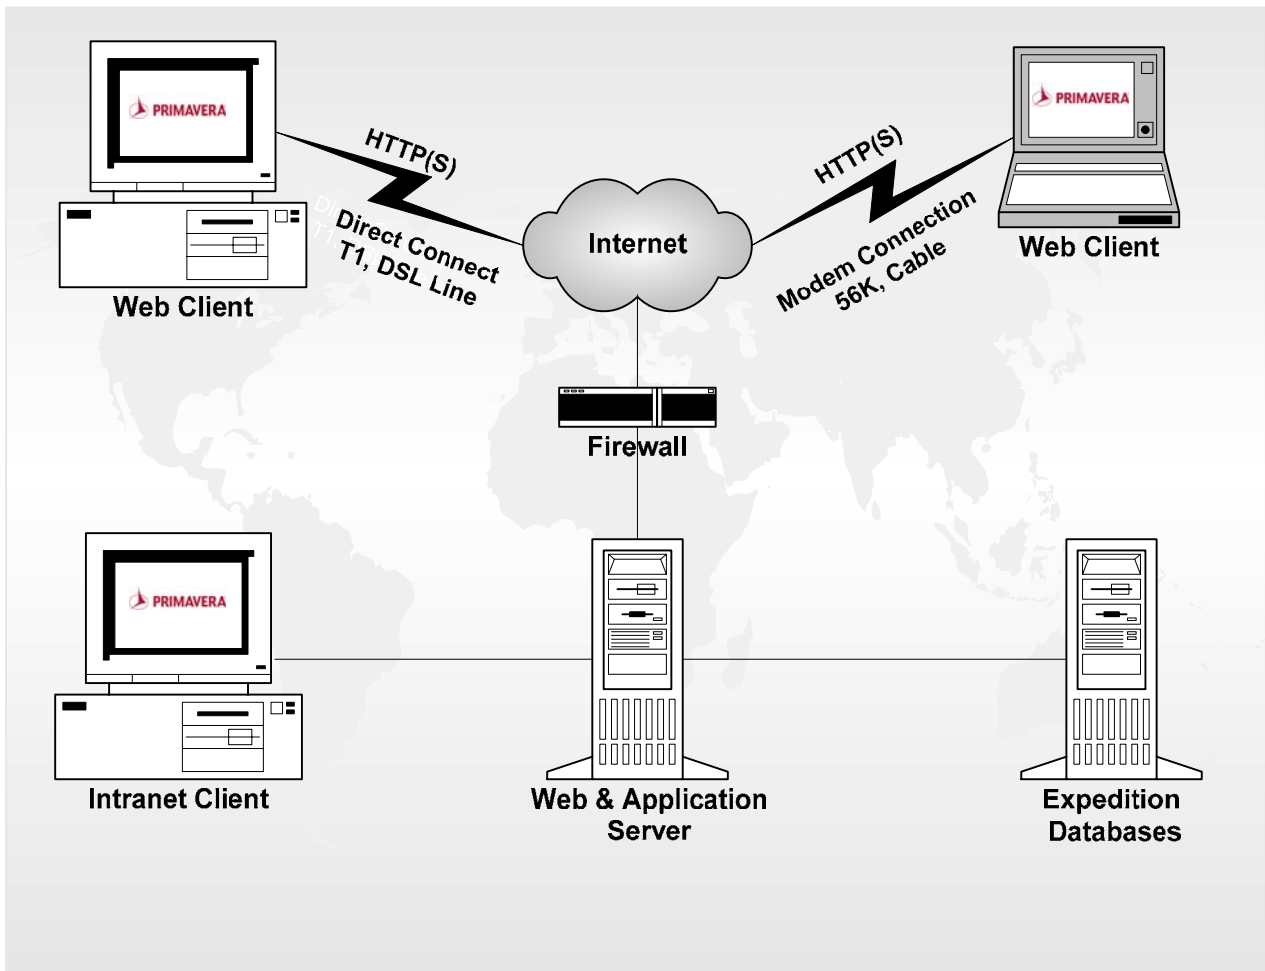 PRIMAVERA
PRIMAVERA
HTTP(S)
HTTP(S)
Direct Connect
T1, DSL Line
Internet
Modem Connection
56K, Cable
Web Client
Web Client
Firewall
PRIMAVERA
Intranet Client
Web & Application
Server
Expedition
Databases